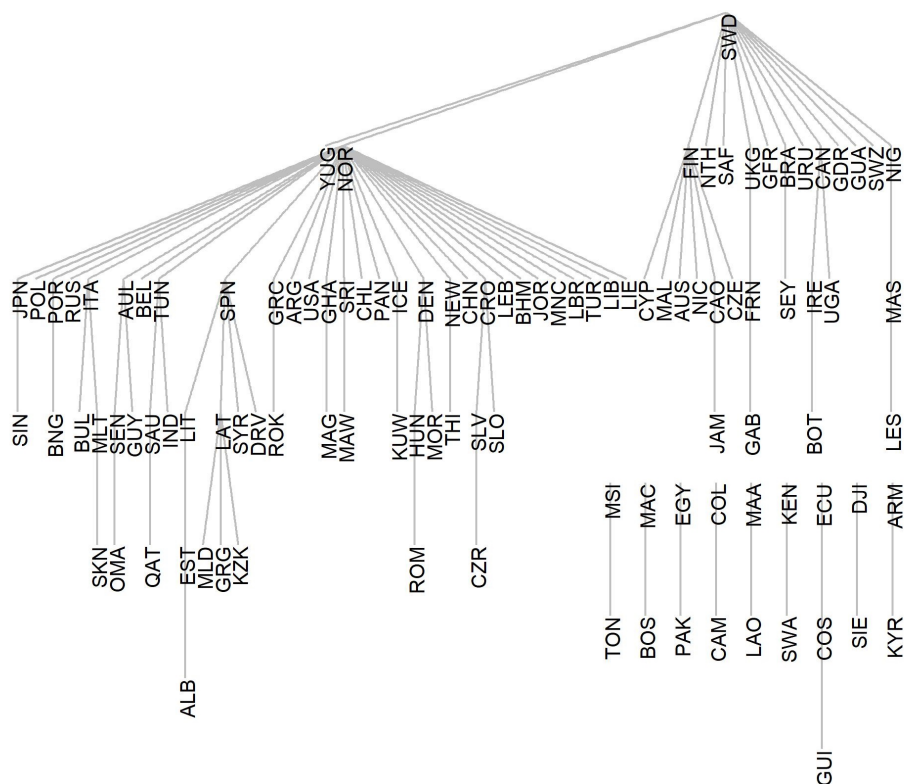 SWD
YUG
NOR
FIN
NTH
SAF
UKG
GFR
BRA
URU
CAN
GDR
GUA
SWZ
NIG
JPN
POL
POR
RUS
ITA
AUL
BEL
TUN
SPN
GRC
ARG
USA
GHA
SRI
CHL
PAN
ICE
DEN
NEW
CHN
CRO
LEB
BHM
JOR
MNC
LBR
TUR
LIB
LIE
CYP
MAL
AUS
NIC
CAO
CZE
FRN
SEY
IRE
UGA
MAS
SIN
BNG
BUL
MLT
SEN
GUY
SAU
IND
LIT
LAT
SYR
DRV
ROK
MAG
MAW
KUW
HUN
MOR
THI
SLV
SLO
JAM
GAB
BOT
LES
MSI
MAC
EGY
COL
MAA
KEN
ECU
DJI
ARM
SKN
OMA
QAT
EST
MLD
GRG
KZK
ROM
CZR
TON
BOS
PAK
CAM
LAO
SWA
COS
SIE
KYR
ALB
GUI